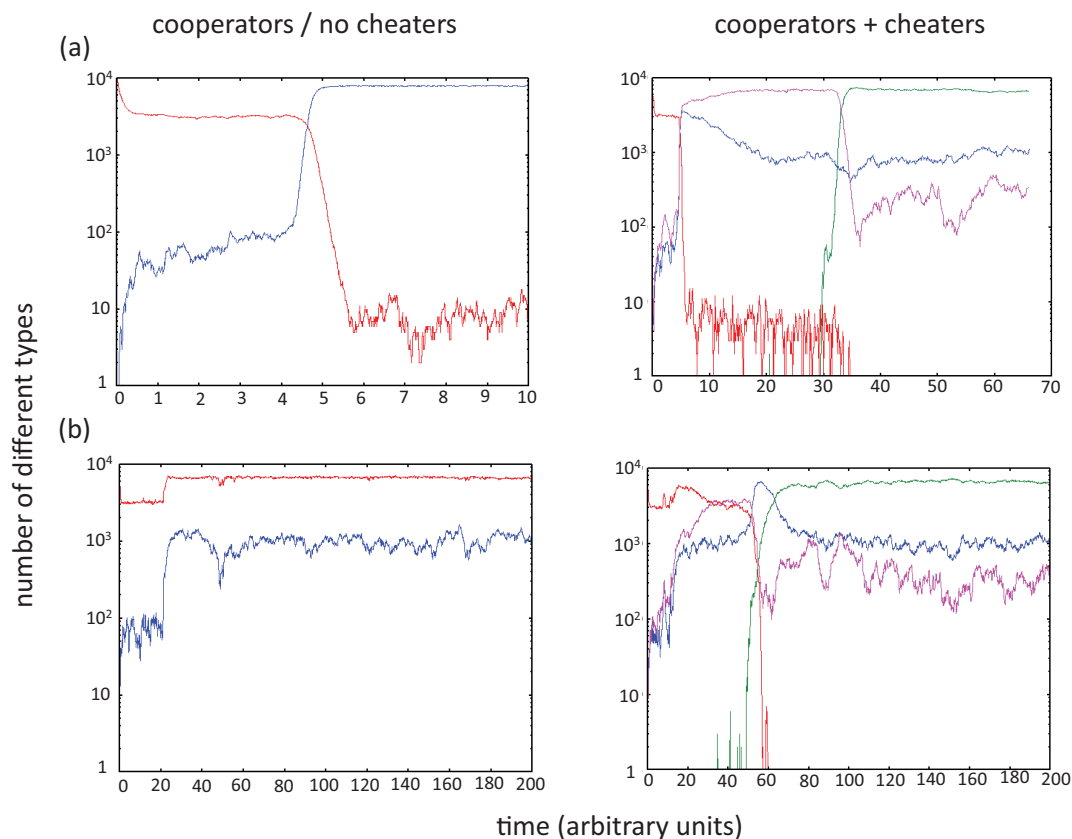 cooperators / no cheaters
cooperators + cheaters
(a)
10^4
10^3
10^2
10
1
0 1 2 3 4 5 6 7 8 9 10
10^4
10^3
10^2
10
1
0 10 20 30 40 50 60 70
number of different types
(b)
10^4
10^3
10^2
10
1
0 20 40 60 80 100 120 140 160 180 200
10^4
10^3
10^2
10
1
0 20 40 60 80 100 120 140 160 190 200
time (arbitrary units)